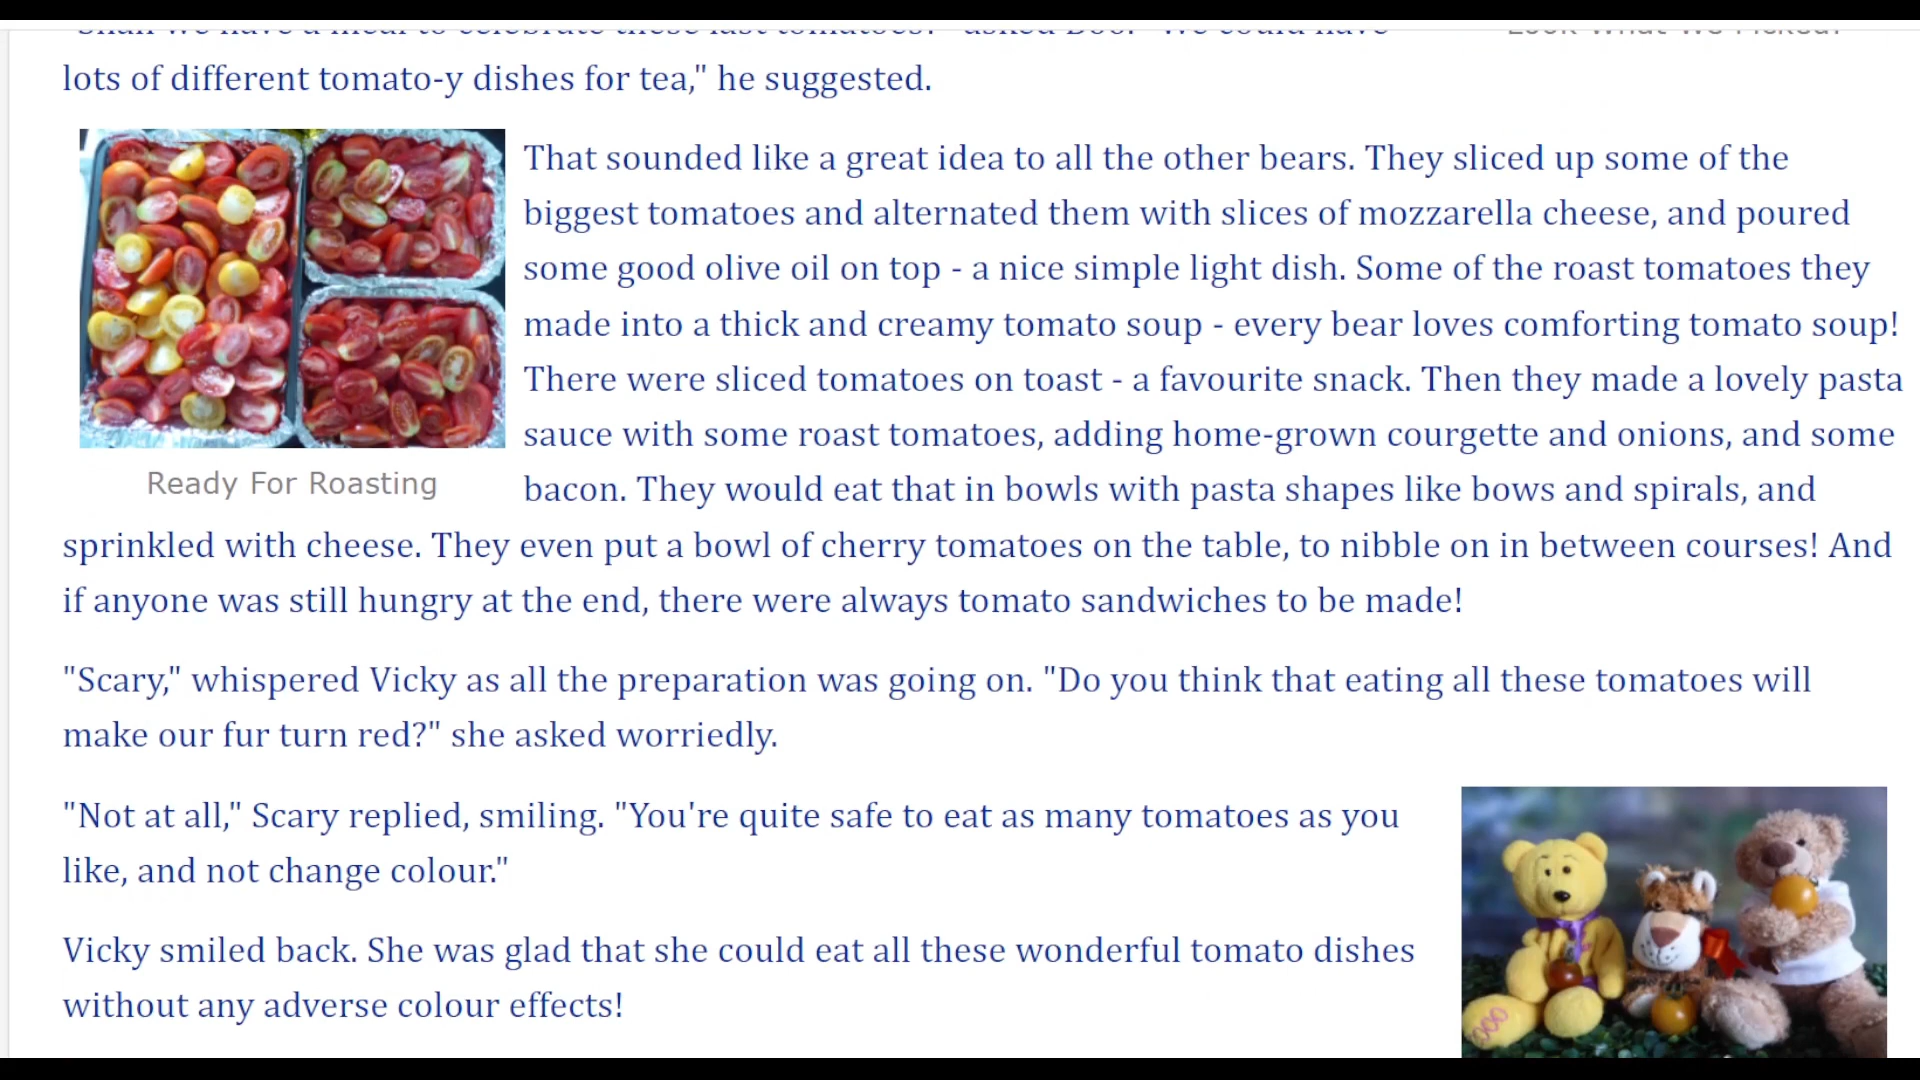 lots of different tomato-y dishes for tea," he suggested.
That sounded like a great idea to all the other bears. They sliced up some of the
biggest tomatoes and alternated them with slices of mozzarella cheese, and poured
some good olive oil on top - a nice simple light dish. Some of the roast tomatoes they
made into a thick and creamy tomato soup - every bear loves comforting tomato soup!
There were sliced tomatoes on toast - a favourite snack. Then they made a lovely pasta
sauce with some roast tomatoes, adding home-grown courgette and onions, and some
Ready For Roasting
bacon. They would eat that in bowls with pasta shapes like bows and spirals, and
sprinkled with cheese. They even put a bowl of cherry tomatoes on the table, to nibble on in between courses! And
if anyone was still hungry at the end, there were always tomato sandwiches to be made!
"Scary," whispered Vicky as all the preparation was going on. "Do you think that eating all these tomatoes will
make our fur turn red?" she asked worriedly.
"Not at all," Scary replied, smiling. "You're quite safe to eat as many tomatoes as you
like, and not change colour."
Vicky smiled back. She was glad that she could eat all these wonderful tomato dishes
without any adverse colour effects!